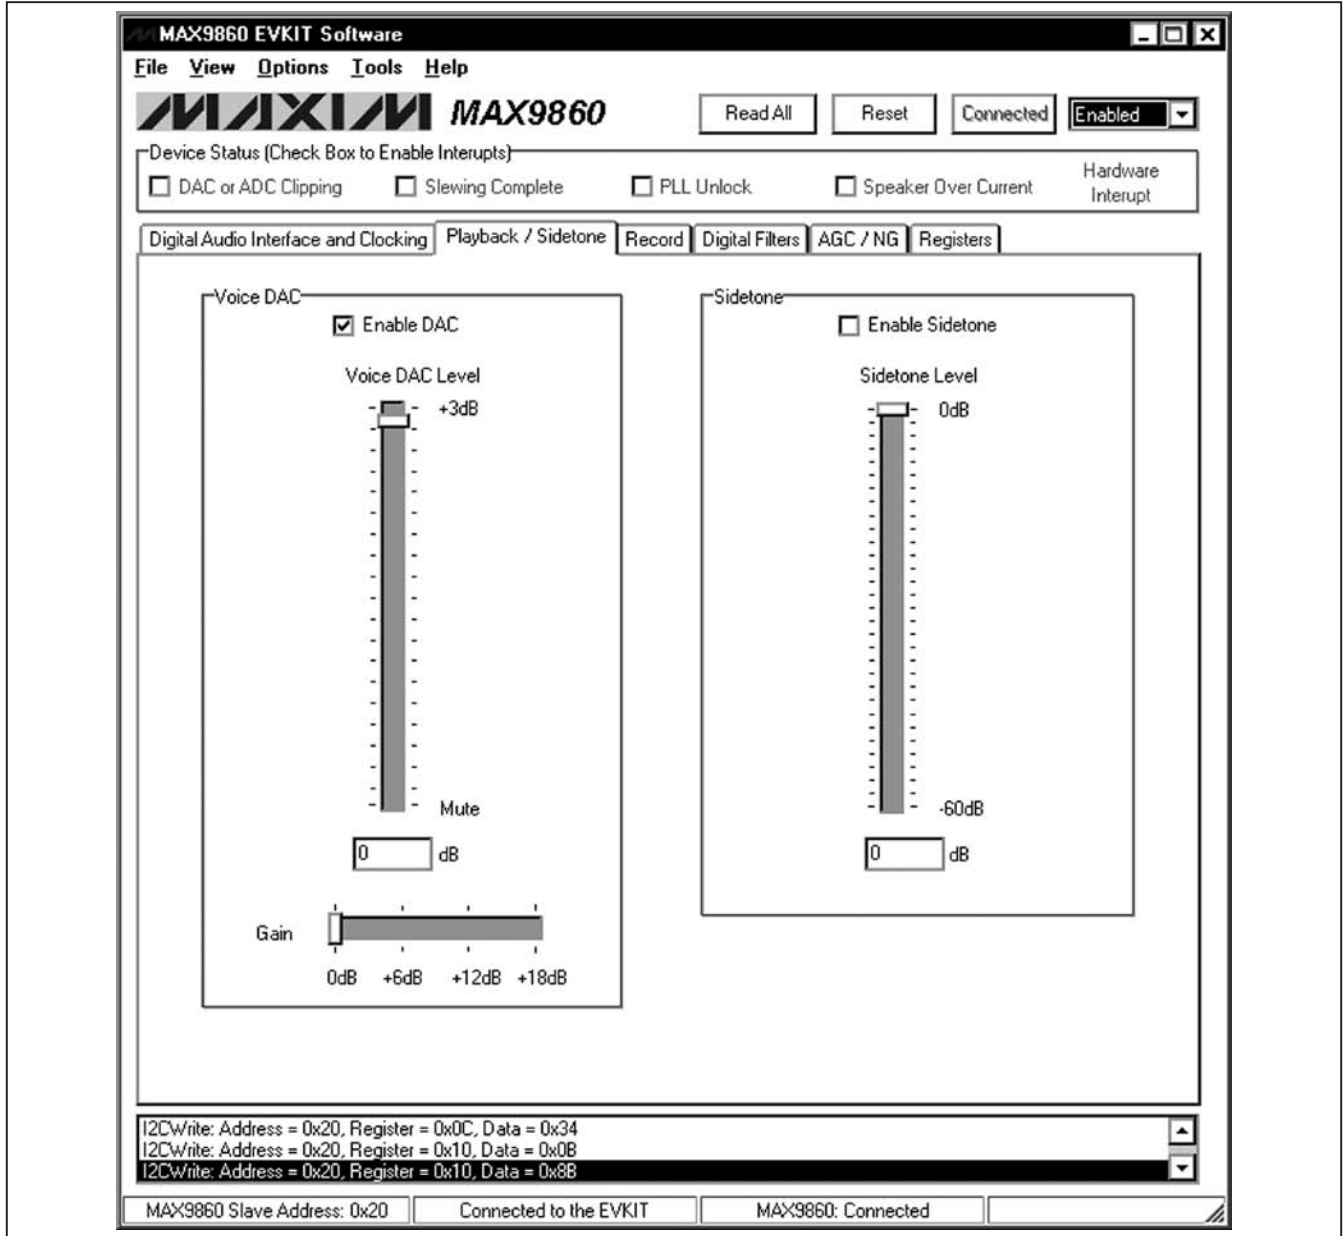 MAX9860 EVKIT Software
File View Options Tools Help
MAXIM MAX9860 Read All Reset Connected Enabled
Device Status (Check Box to Enable Interupts)
DAC or ADC Clipping Slewing Complete PLL Unlock Speaker Over Current Hardware Interupt
Digital Audio Interface and Clocking Playback / Sidetone Record Digital Filters AGC / NG Registers
Voice DAC
Enable DAC
Voice DAC Level
+3dB
Mute
0 dB
Gain
0dB +6dB +12dB +18dB
Sidetone
Enable Sidetone
Sidetone Level
0dB
-60dB
0 dB
I2CWrite: Address = 0x20, Register = 0x0C, Data = 0x34
I2CWrite: Address = 0x20, Register = 0x10, Data = 0x0B
I2CWrite: Address = 0x20, Register = 0x10, Data = 0x8B
MAX9860 Slave Address: 0x20 Connected to the EVKIT MAX9860: Connected